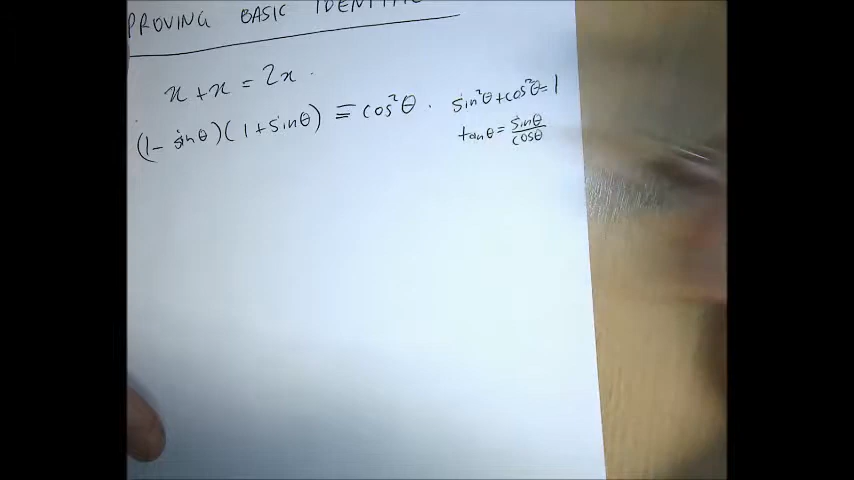 PROVING BASIC
x + x = 2x .
(1 - sinθ)(1 + sinθ) ≡ cos²θ .
sin²θ + cos²θ = 1
tanθ = sinθ/cosθ